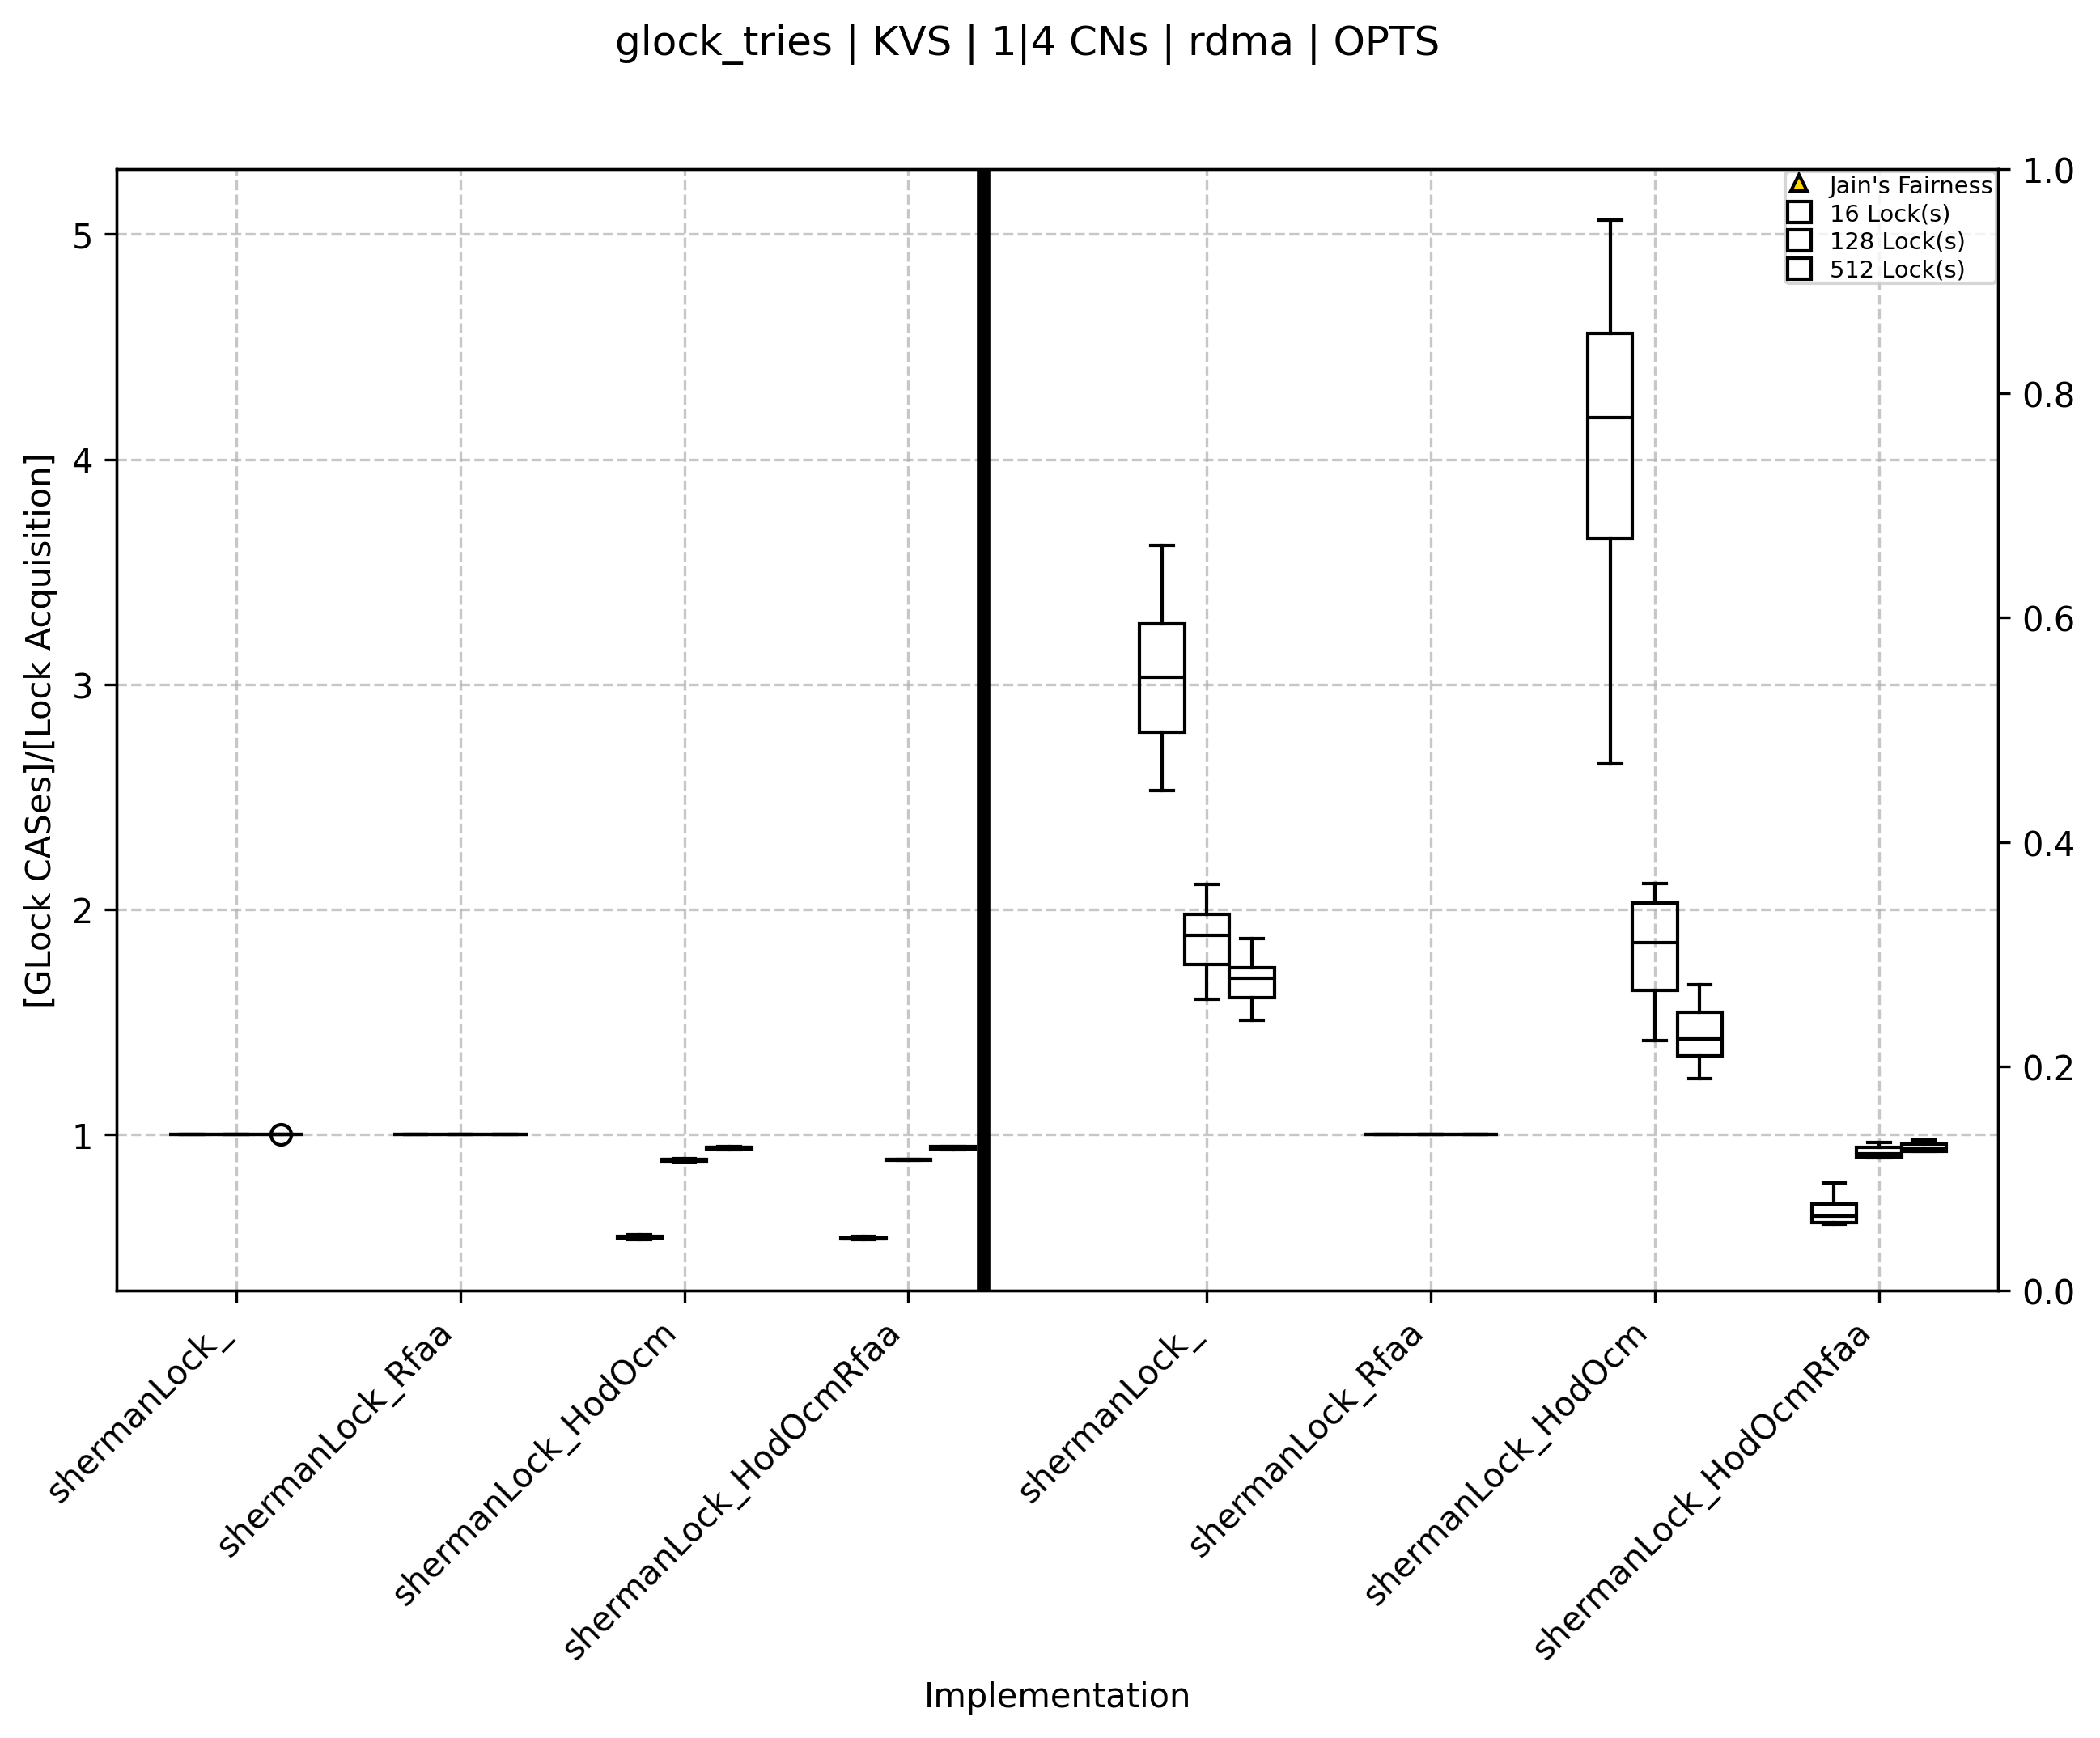 glock_tries | KVS | 1|4 CNs | rdma | OPTS
[GLock CASes]/[Lock Acquisition]
5
4
3
2
1
1.0
0.8
0.6
0.4
0.2
0.0
Jain's Fairness
16 Lock(s)
128 Lock(s)
512 Lock(s)
shermanLock_
shermanLock_Rfaa
shermanLock_HodOcm
shermanLock_HodOcmRfaa
shermanLock_
shermanLock_Rfaa
shermanLock_HodOcm
shermanLock_HodOcmRfaa
Implementation